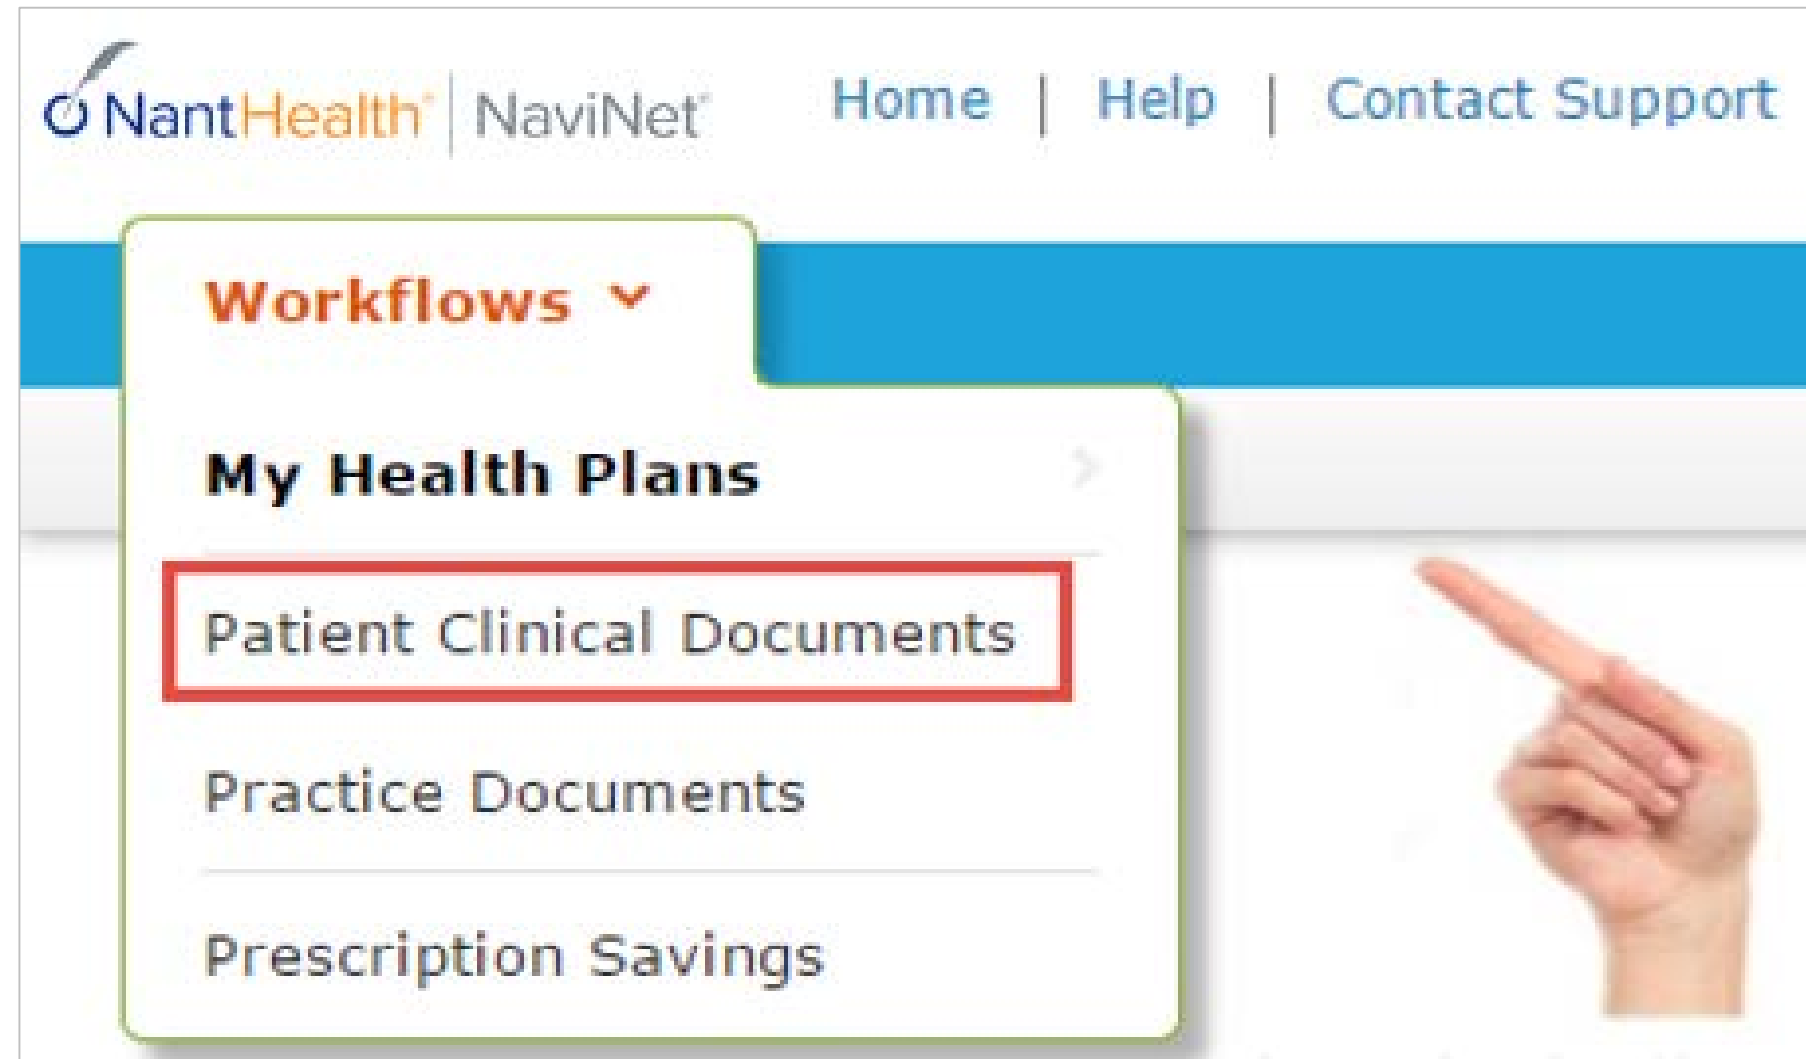 NantHealth | NaviNet Home | Help | Contact Support
Workflows
My Health Plans
Patient Clinical Documents
Practice Documents
Prescription Savings